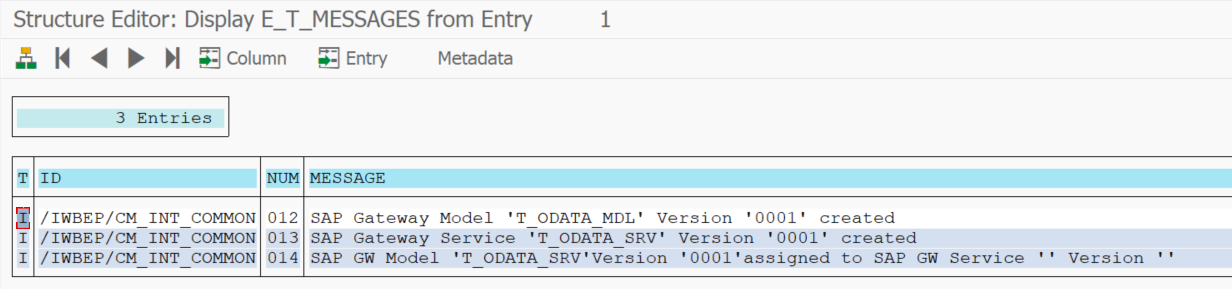 Structure Editor: Display E_T_MESSAGES from Entry 1
Column Entry Metadata
3 Entries
T ID NUM MESSAGE
I /IWBEP/CM_INT_COMMON 012 SAP Gateway Model 'T_ODATA_MDL' Version '0001' created
I /IWBEP/CM_INT_COMMON 013 SAP Gateway Service 'T_ODATA_SRV' Version '0001' created
I /IWBEP/CM_INT_COMMON 014 SAP GW Model 'T_ODATA_SRV'Version '0001'assigned to SAP GW Service '' Version ''